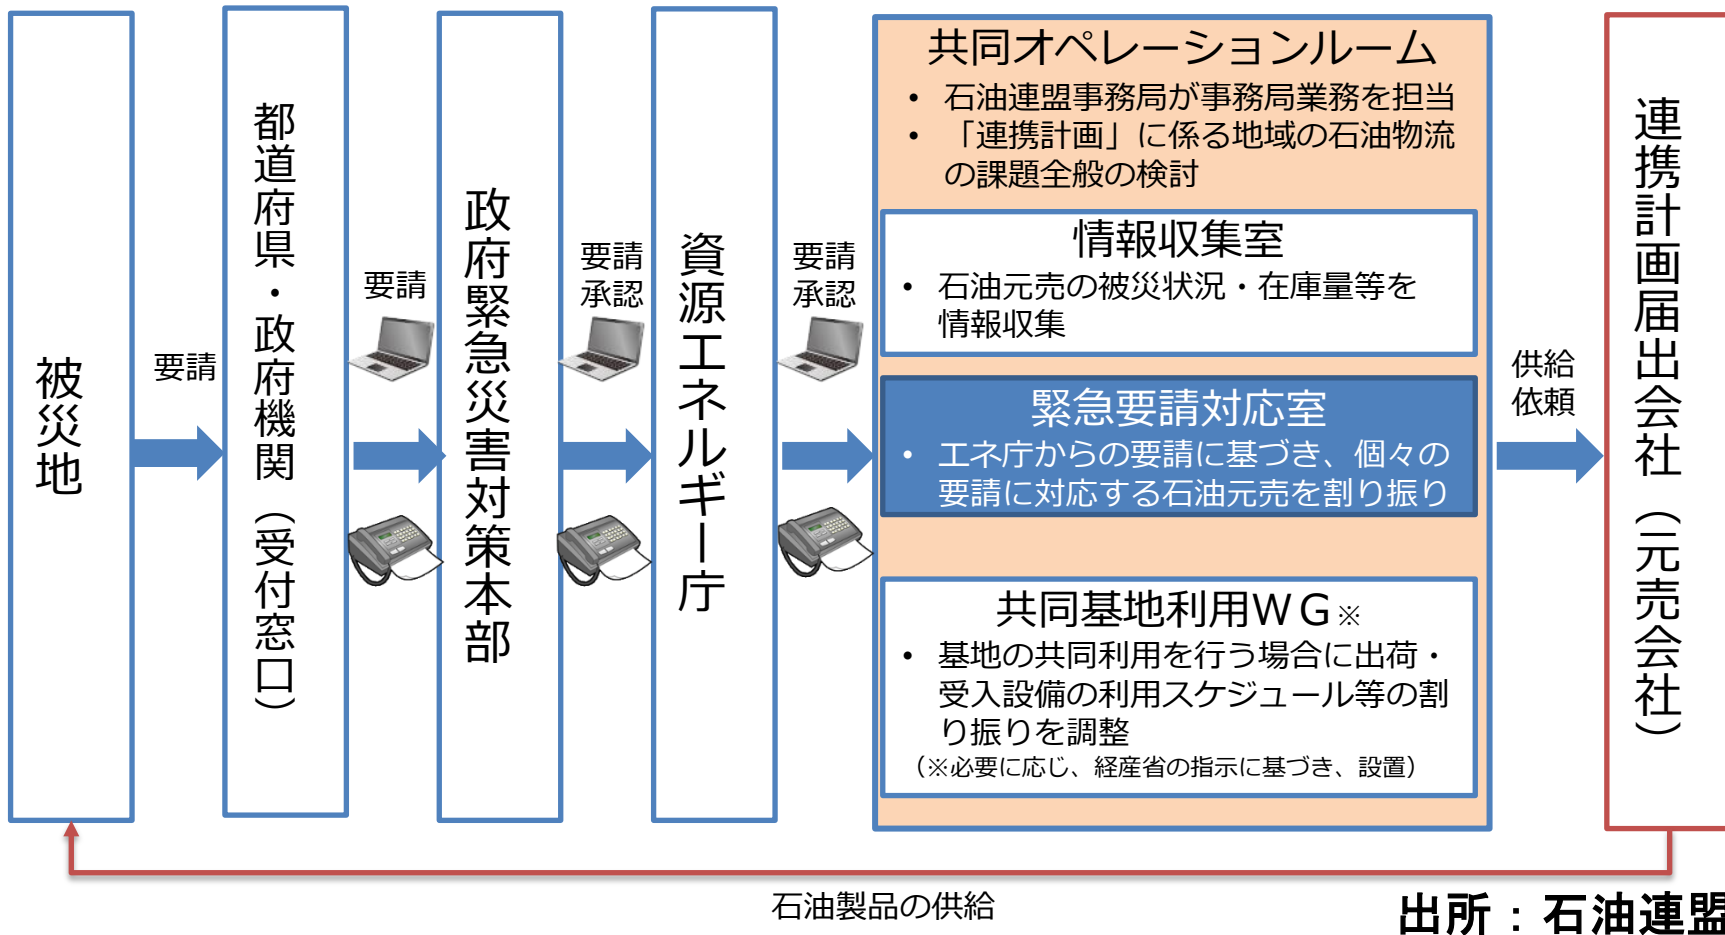 被災地
要請
都道府県・政府機関（受付窓口）
要請
政府緊急災害対策本部
要請
承認
資源エネルギー庁
要請
承認
共同オペレーションルーム
• 石油連盟事務局が事務局業務を担当
• 「連携計画」に係る地域の石油物流
の課題全般の検討
情報収集室
• 石油元売の被災状況・在庫量等を
情報収集
緊急要請対応室
• エネ庁からの要請に基づき、個々の
要請に対応する石油元売を割り振り
共同基地利用ＷＧ※
• 基地の共同利用を行う場合に出荷・
受入設備の利用スケジュール等の割
り振りを調整
（※必要に応じ、経産省の指示に基づき、設置）
供給
依頼
連携計画届出会社（元売会社）
石油製品の供給
出所：石油連盟